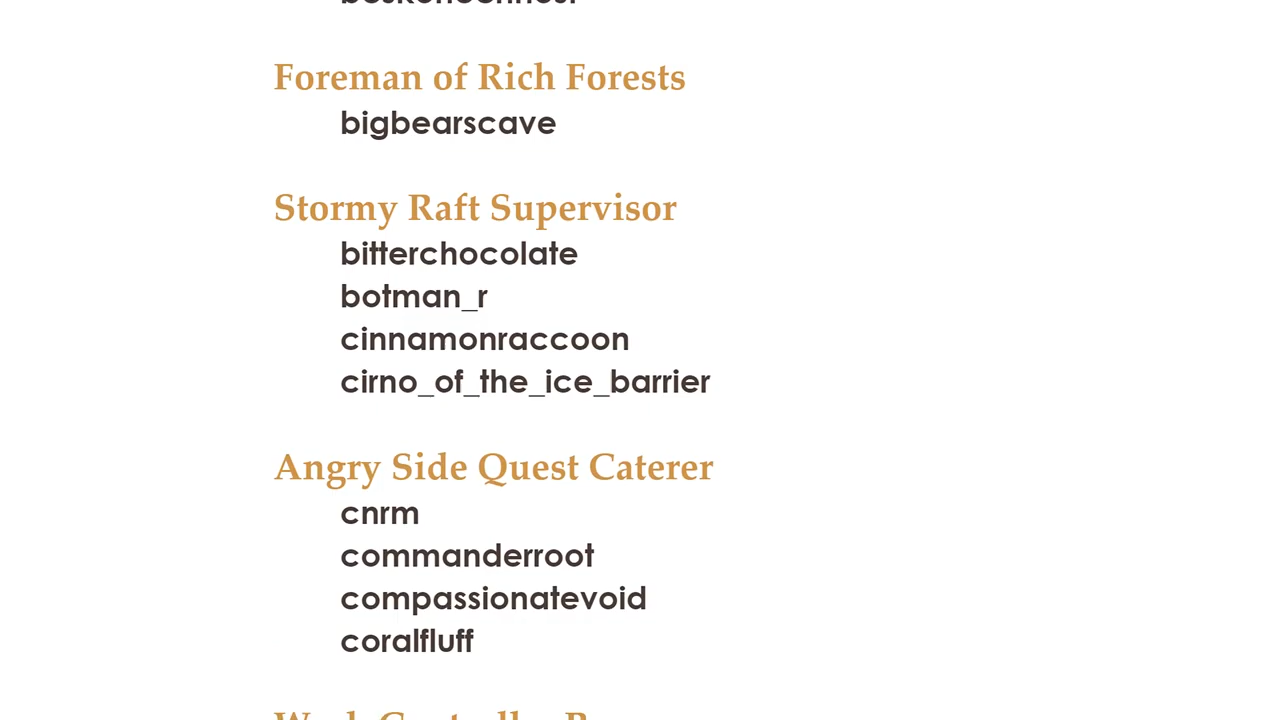 Foreman of Rich Forests
bigbearscave
Stormy Raft Supervisor
bitterchocolate
botman_r
cinnamonraccoon
cirno_of_the_ice_barrier
Angry Side Quest Caterer
cnrm
commanderroot
compassionatevoid
coralfluff